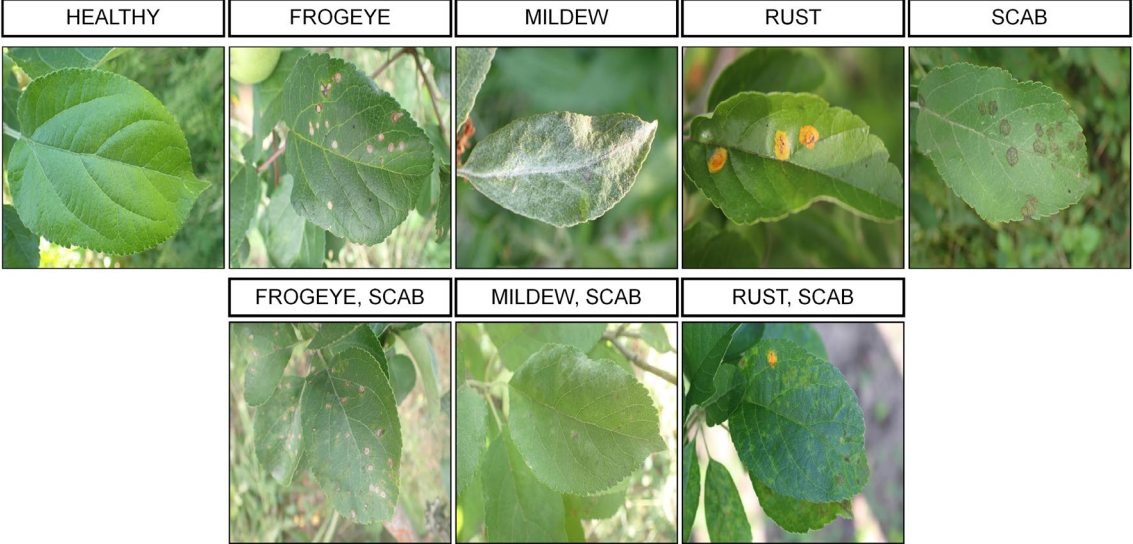 HEALTHY
FROGEYE
MILDEW
RUST
SCAB
FROGEYE, SCAB
MILDEW, SCAB
RUST, SCAB